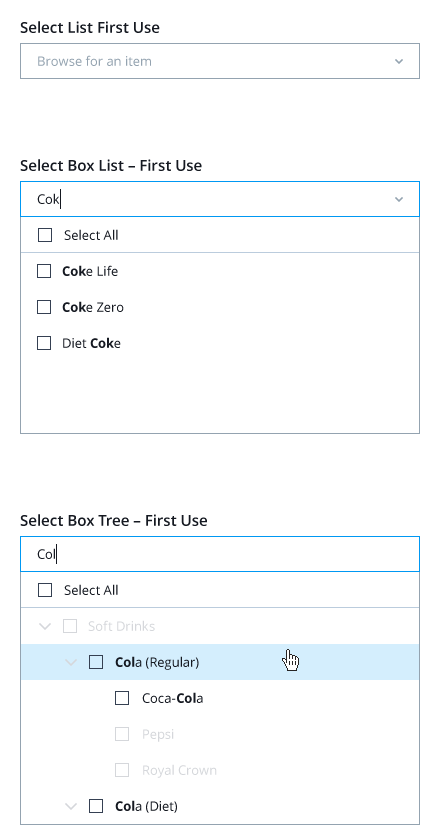 Select List First Use
Browse for an item
Select Box List – First Use
Cok
Select All
Coke Life
Coke Zero
Diet Coke
Select Box Tree – First Use
Col
Select All
Soft Drinks
Cola (Regular)
Coca-Cola
Pepsi
Royal Crown
Cola (Diet)